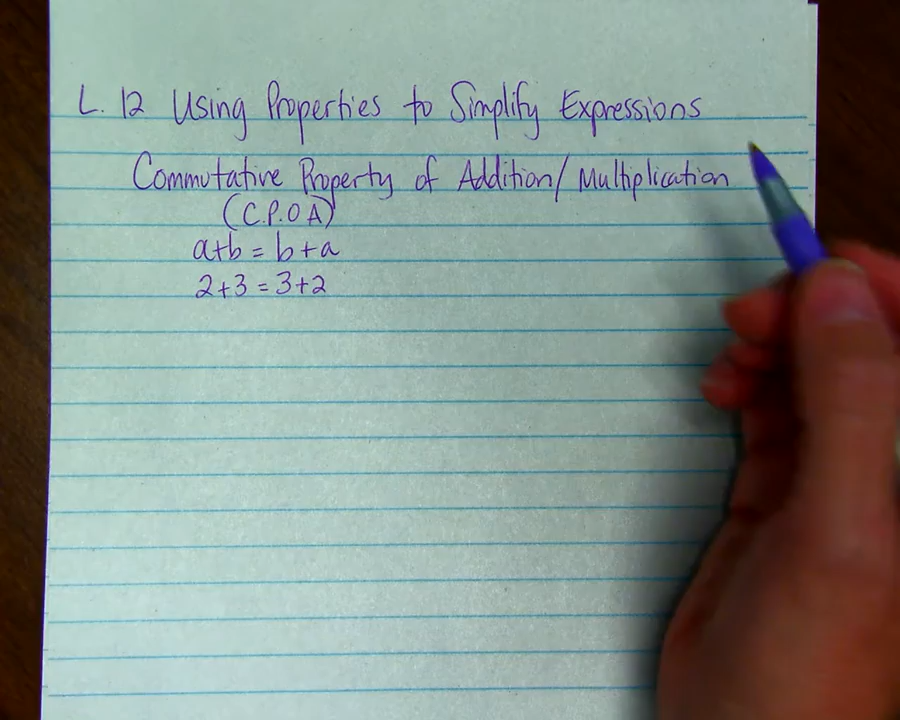 L. 12 Using Properties to Simplify Expressions
Commutative Property of Addition/Multiplication
(C.P.O A)
a+b = b+a
2+3 = 3+2